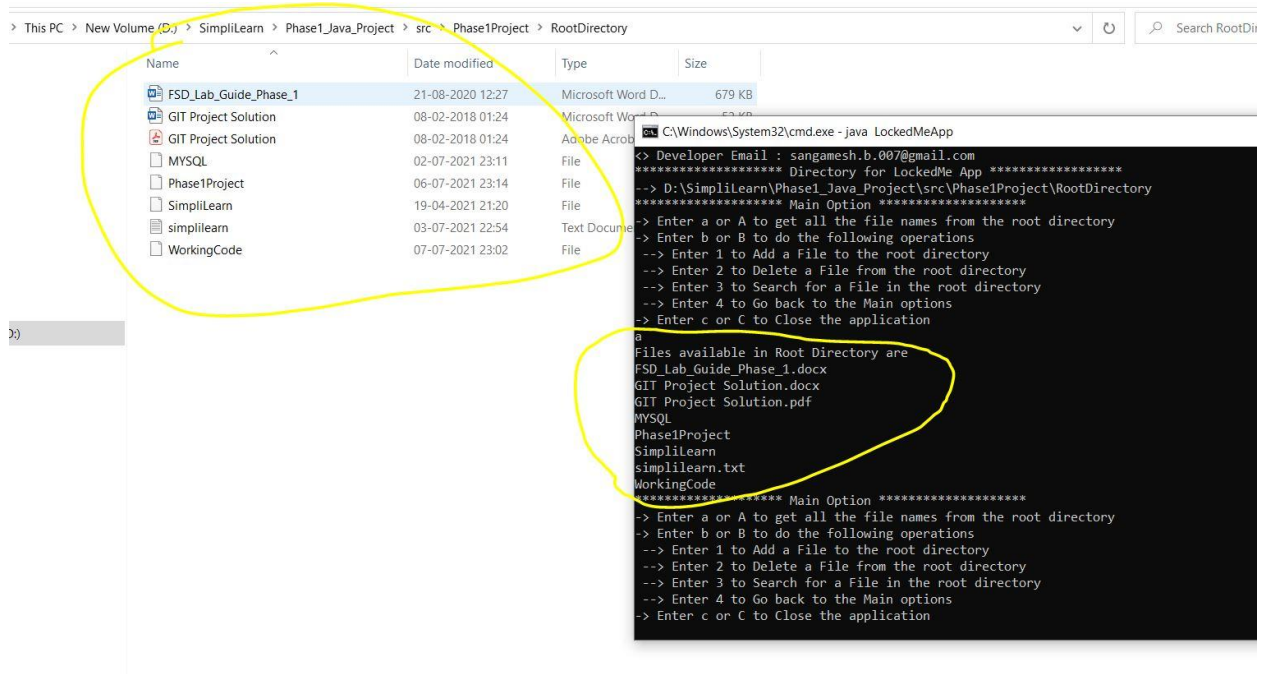 > This PC > New Volume (D:) > SimpliLearn > Phase1_Java_Project > src > Phase1Project > RootDirectory
Search RootDi
Name Date modified Type Size
FSD_Lab_Guide_Phase_1 21-08-2020 12:27 Microsoft Word D... 679 KB
GIT Project Solution 08-02-2018 01:24 Microsoft Word D... 52 KB
GIT Project Solution 08-02-2018 01:24 Adobe Acrob
MYSQL 02-07-2021 23:11 File
Phase1Project 06-07-2021 23:14 File
SimpliLearn 19-04-2021 21:20 File
simplilearn 03-07-2021 22:54 Text Docume
WorkingCode 07-07-2021 23:02 File
D:)
C:\Windows\System32\cmd.exe - java LockedMeApp
<> Developer Email : sangamesh.b.007@gmail.com
******************** Directory for LockedMe App ******************
--> D:\SimpliLearn\Phase1_Java_Project\src\Phase1Project\RootDirectory
******************** Main Option ********************
-> Enter a or A to get all the file names from the root directory
-> Enter b or B to do the following operations
--> Enter 1 to Add a File to the root directory
--> Enter 2 to Delete a File from the root directory
--> Enter 3 to Search for a File in the root directory
--> Enter 4 to Go back to the Main options
-> Enter c or C to Close the application
a
Files available in Root Directory are
FSD_Lab_Guide_Phase_1.docx
GIT Project Solution.docx
GIT Project Solution.pdf
MYSQL
Phase1Project
SimpliLearn
simplilearn.txt
WorkingCode
******************** Main Option ********************
-> Enter a or A to get all the file names from the root directory
-> Enter b or B to do the following operations
--> Enter 1 to Add a File to the root directory
--> Enter 2 to Delete a File from the root directory
--> Enter 3 to Search for a File in the root directory
--> Enter 4 to Go back to the Main options
-> Enter c or C to Close the application